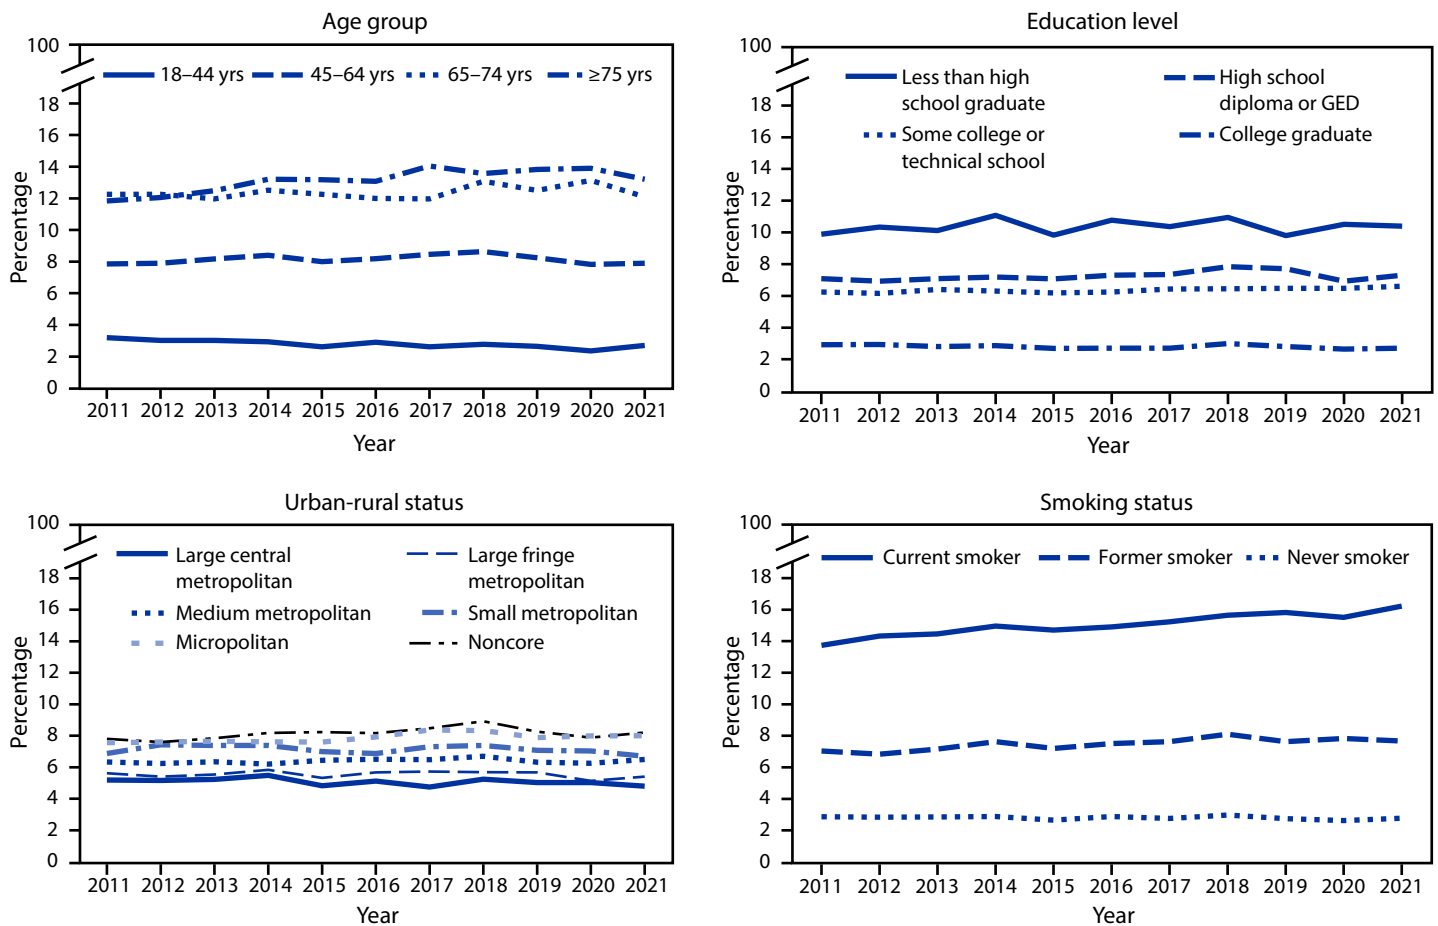 Age group
100
18–44 yrs 45–64 yrs 65–74 yrs ≥75 yrs
18
16
14
12
10
8
6
4
2
0
Percentage
2011 2012 2013 2014 2015 2016 2017 2018 2019 2020 2021
Year
Education level
100
Less than high
school graduate
High school
diploma or GED
Some college or
technical school
College graduate
18
16
14
12
10
8
6
4
2
0
Percentage
2011 2012 2013 2014 2015 2016 2017 2018 2019 2020 2021
Year
Urban-rural status
100
Large central
metropolitan
Large fringe
metropolitan
Medium metropolitan
Small metropolitan
Micropolitan
Noncore
18
16
14
12
10
8
6
4
2
0
Percentage
2011 2012 2013 2014 2015 2016 2017 2018 2019 2020 2021
Year
Smoking status
100
Current smoker Former smoker Never smoker
18
16
14
12
10
8
6
4
2
0
Percentage
2011 2012 2013 2014 2015 2016 2017 2018 2019 2020 2021
Year